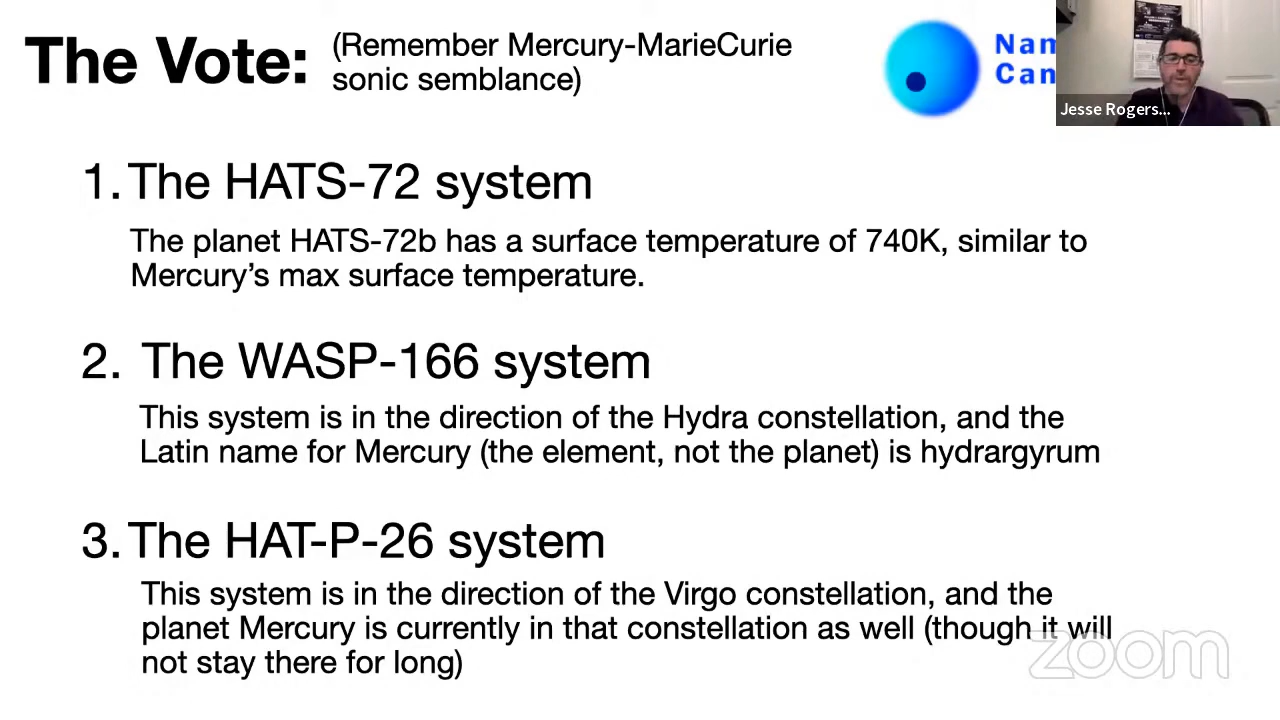 The Vote:
(Remember Mercury-MarieCurie
sonic semblance)
Jesse Rogers...
1. The HATS-72 system
The planet HATS-72b has a surface temperature of 740K, similar to
Mercury's max surface temperature.
2. The WASP-166 system
This system is in the direction of the Hydra constellation, and the
Latin name for Mercury (the element, not the planet) is hydrargyrum
3. The HAT-P-26 system
This system is in the direction of the Virgo constellation, and the
planet Mercury is currently in that constellation as well (though it will
not stay there for long)
zoom